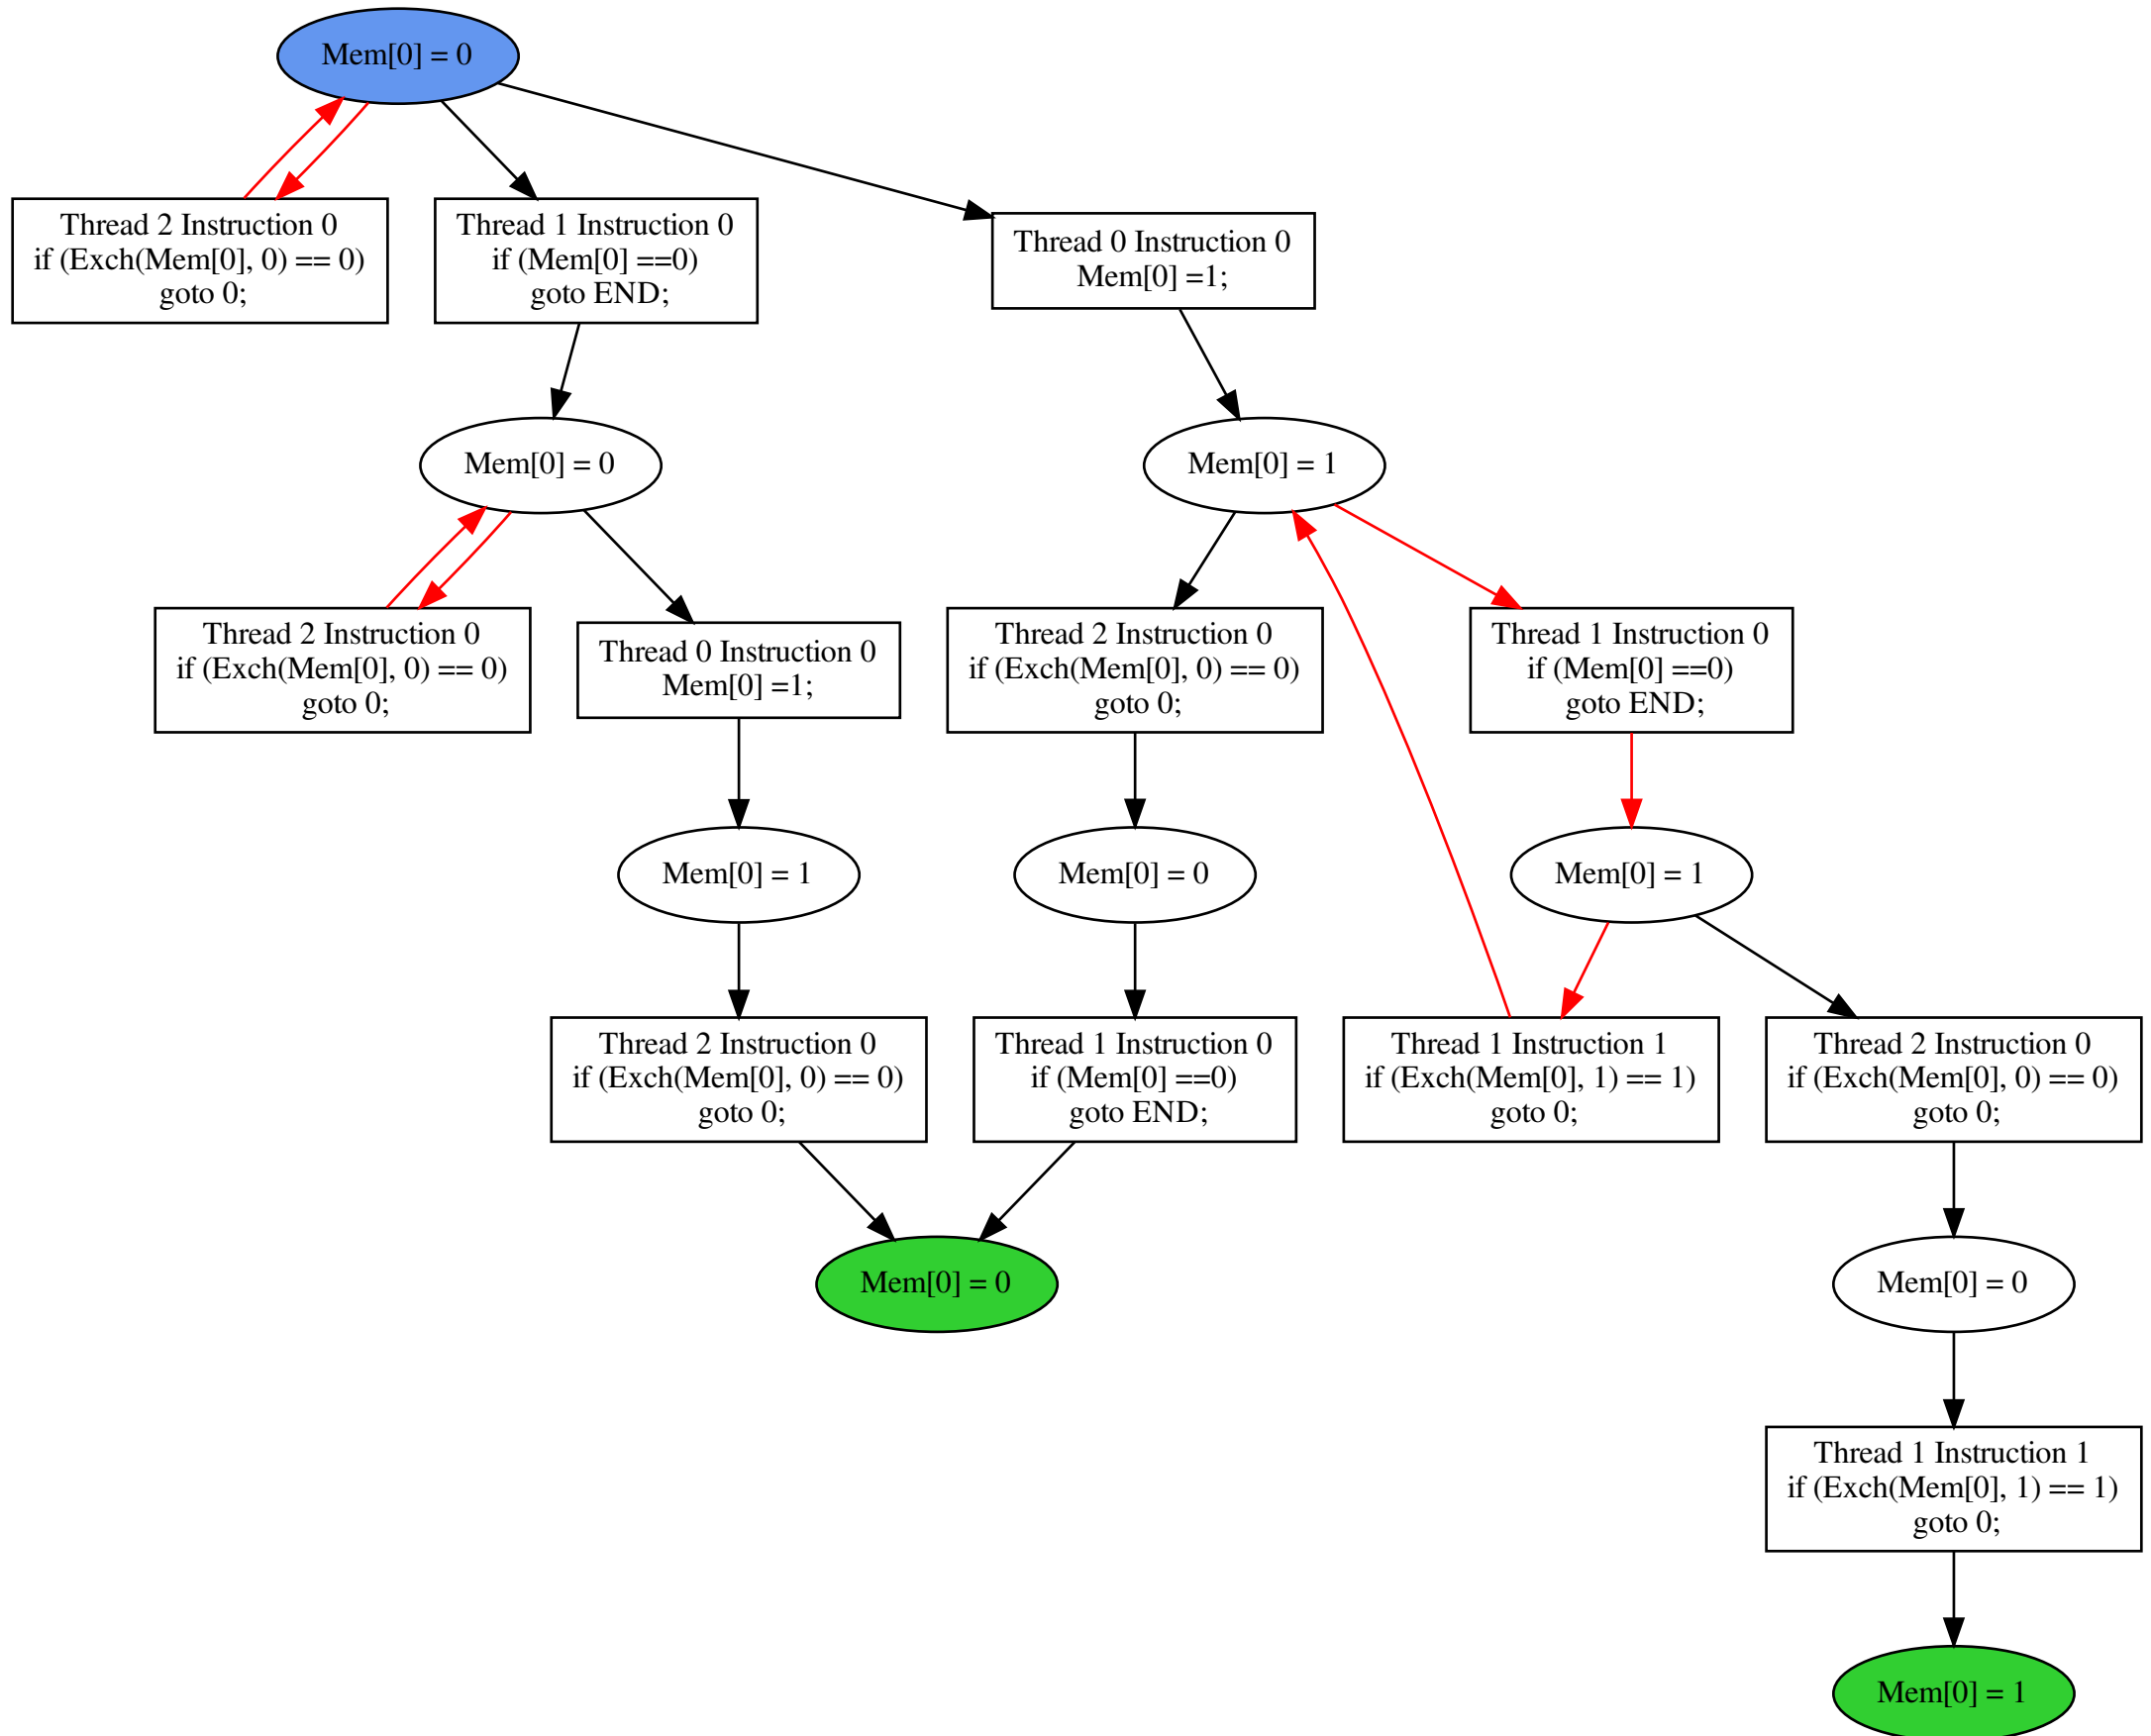 Mem[0] = 0
Thread 2 Instruction 0
if (Exch(Mem[0], 0) == 0)
goto 0;
Thread 1 Instruction 0
if (Mem[0] ==0)
goto END;
Thread 0 Instruction 0
Mem[0] =1;
Mem[0] = 0
Mem[0] = 1
Thread 2 Instruction 0
if (Exch(Mem[0], 0) == 0)
goto 0;
Thread 0 Instruction 0
Mem[0] =1;
Thread 2 Instruction 0
if (Exch(Mem[0], 0) == 0)
goto 0;
Thread 1 Instruction 0
if (Mem[0] ==0)
goto END;
Mem[0] = 1
Mem[0] = 0
Mem[0] = 1
Thread 2 Instruction 0
if (Exch(Mem[0], 0) == 0)
goto 0;
Thread 1 Instruction 0
if (Mem[0] ==0)
goto END;
Thread 1 Instruction 1
if (Exch(Mem[0], 1) == 1)
goto 0;
Thread 2 Instruction 0
if (Exch(Mem[0], 0) == 0)
goto 0;
Mem[0] = 0
Mem[0] = 0
Thread 1 Instruction 1
if (Exch(Mem[0], 1) == 1)
goto 0;
Mem[0] = 1